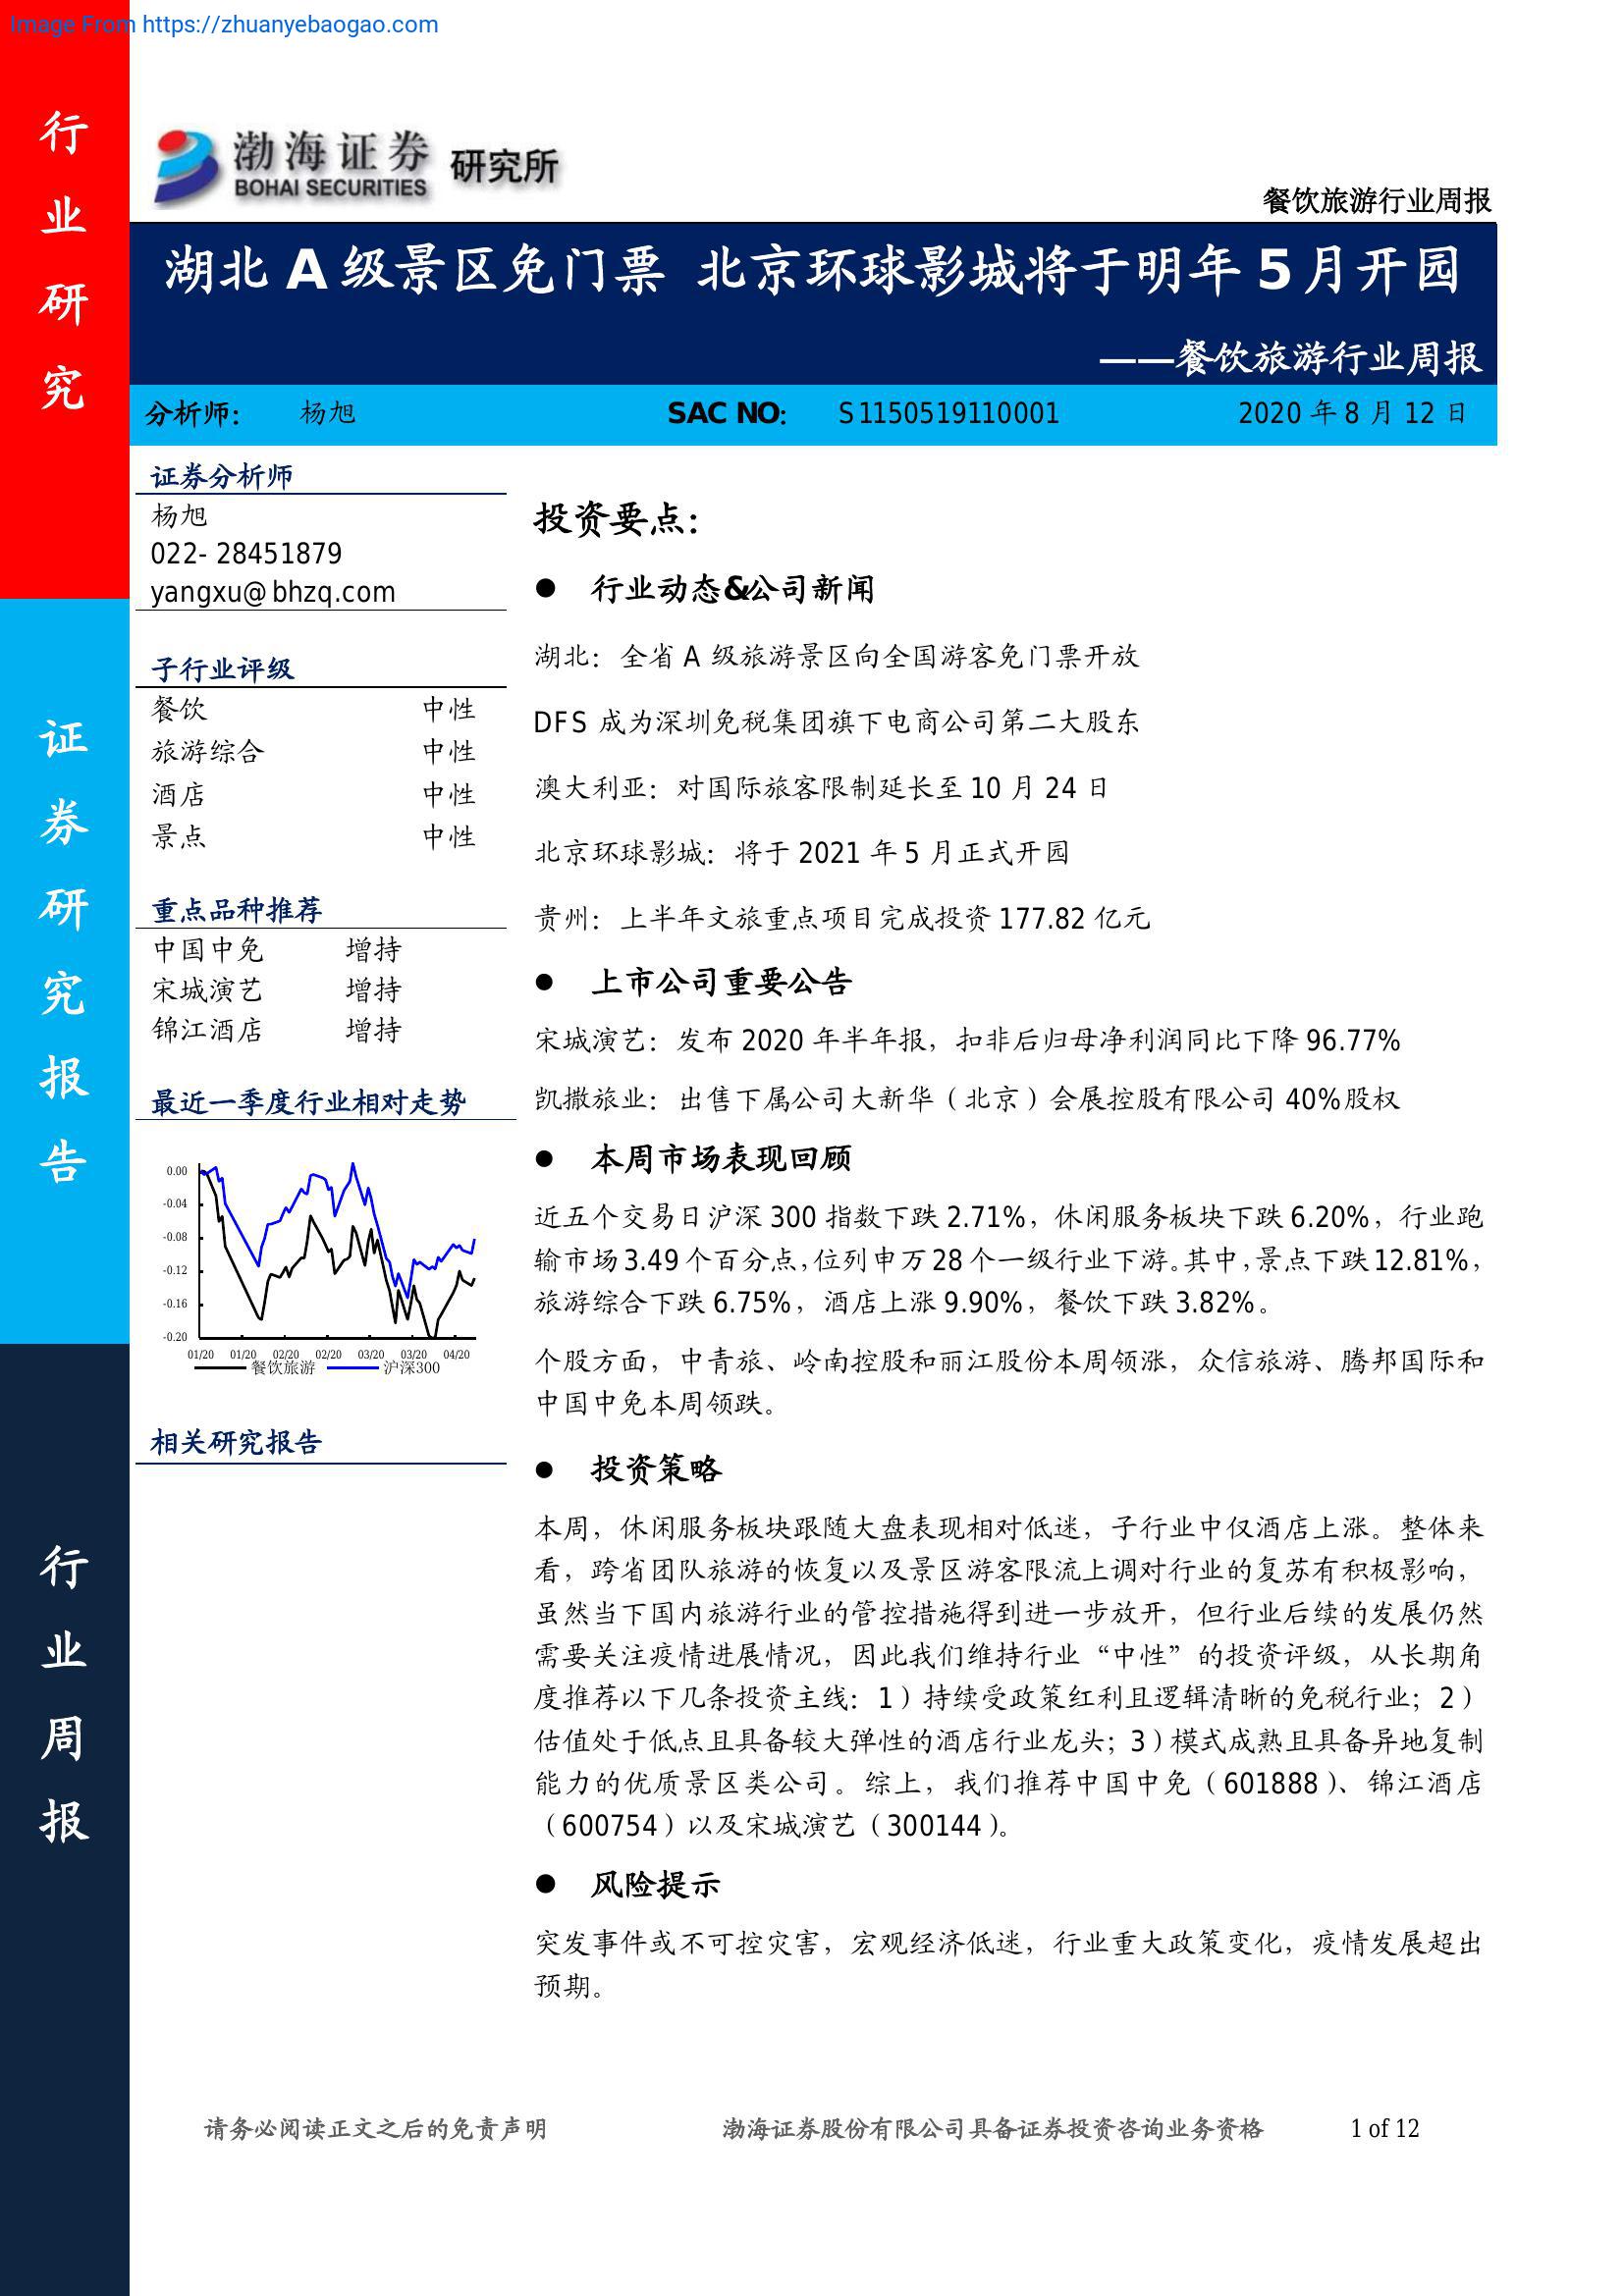 Image From https://zhuanyebaogao.com
行业研究
证券研究报告
行业周报
渤海证券 研究所
BOHAI SECURITIES
餐饮旅游行业周报
湖北 A 级景区免门票 北京环球影城将于明年 5 月开园
——餐饮旅游行业周报
分析师: 杨旭 SAC NO: S1150519110001 2020 年 8 月 12 日
证券分析师
杨旭
022- 28451879
yangxu@bhzq.com
子行业评级
餐饮 中性
旅游综合 中性
酒店 中性
景点 中性
重点品种推荐
中国中免 增持
宋城演艺 增持
锦江酒店 增持
最近一季度行业相对走势
0.00
-0.04
-0.08
-0.12
-0.16
-0.20
01/20 01/20 02/20 02/20 03/20 03/20 04/20
餐饮旅游 沪深300
相关研究报告
投资要点:
● 行业动态&公司新闻
湖北：全省 A 级旅游景区向全国游客免门票开放
DFS 成为深圳免税集团旗下电商公司第二大股东
澳大利亚：对国际旅客限制延长至 10 月 24 日
北京环球影城：将于 2021 年 5 月正式开园
贵州：上半年文旅重点项目完成投资 177.82 亿元
● 上市公司重要公告
宋城演艺：发布 2020 年半年报，扣非后归母净利润同比下降 96.77%
凯撒旅业：出售下属公司大新华（北京）会展控股有限公司 40%股权
● 本周市场表现回顾
近五个交易日沪深 300 指数下跌 2.71%，休闲服务板块下跌 6.20%，行业跑
输市场 3.49 个百分点，位列申万 28 个一级行业下游。其中，景点下跌 12.81%，
旅游综合下跌 6.75%，酒店上涨 9.90%，餐饮下跌 3.82%。
个股方面，中青旅、岭南控股和丽江股份本周领涨，众信旅游、腾邦国际和
中国中免本周领跌。
● 投资策略
本周，休闲服务板块跟随大盘表现相对低迷，子行业中仅酒店上涨。整体来
看，跨省团队旅游的恢复以及景区游客限流上调对行业的复苏有积极影响，
虽然当下国内旅游行业的管控措施得到进一步放开，但行业后续的发展仍然
需要关注疫情进展情况，因此我们维持行业“中性”的投资评级，从长期角
度推荐以下几条投资主线：1）持续受政策红利且逻辑清晰的免税行业；2）
估值处于低点且具备较大弹性的酒店行业龙头；3）模式成熟且具备异地复制
能力的优质景区类公司。综上，我们推荐中国中免（601888）、锦江酒店
（600754）以及宋城演艺（300144）。
● 风险提示
突发事件或不可控灾害，宏观经济低迷，行业重大政策变化，疫情发展超出
预期。
请务必阅读正文之后的免责声明 渤海证券股份有限公司具备证券投资咨询业务资格 1 of 12